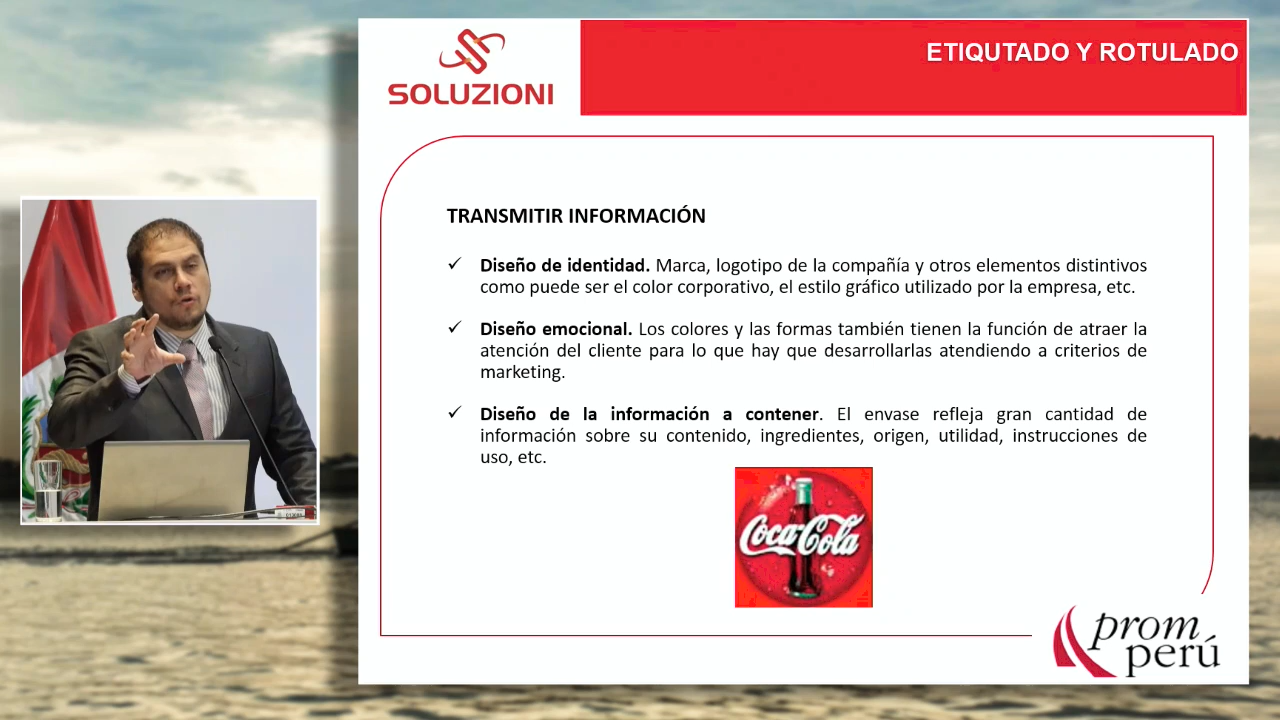 SOLUZIONI
ETIQUTADO Y ROTULADO
TRANSMITIR INFORMACIÓN
✓ Diseño de identidad. Marca, logotipo de la compañía y otros elementos distintivos
como puede ser el color corporativo, el estilo gráfico utilizado por la empresa, etc.
✓ Diseño emocional. Los colores y las formas también tienen la función de atraer la
atención del cliente para lo que hay que desarrollarlas atendiendo a criterios de
marketing.
✓ Diseño de la información a contener. El envase refleja gran cantidad de
información sobre su contenido, ingredientes, origen, utilidad, instrucciones de
uso, etc.
Coca-Cola
prom
perú